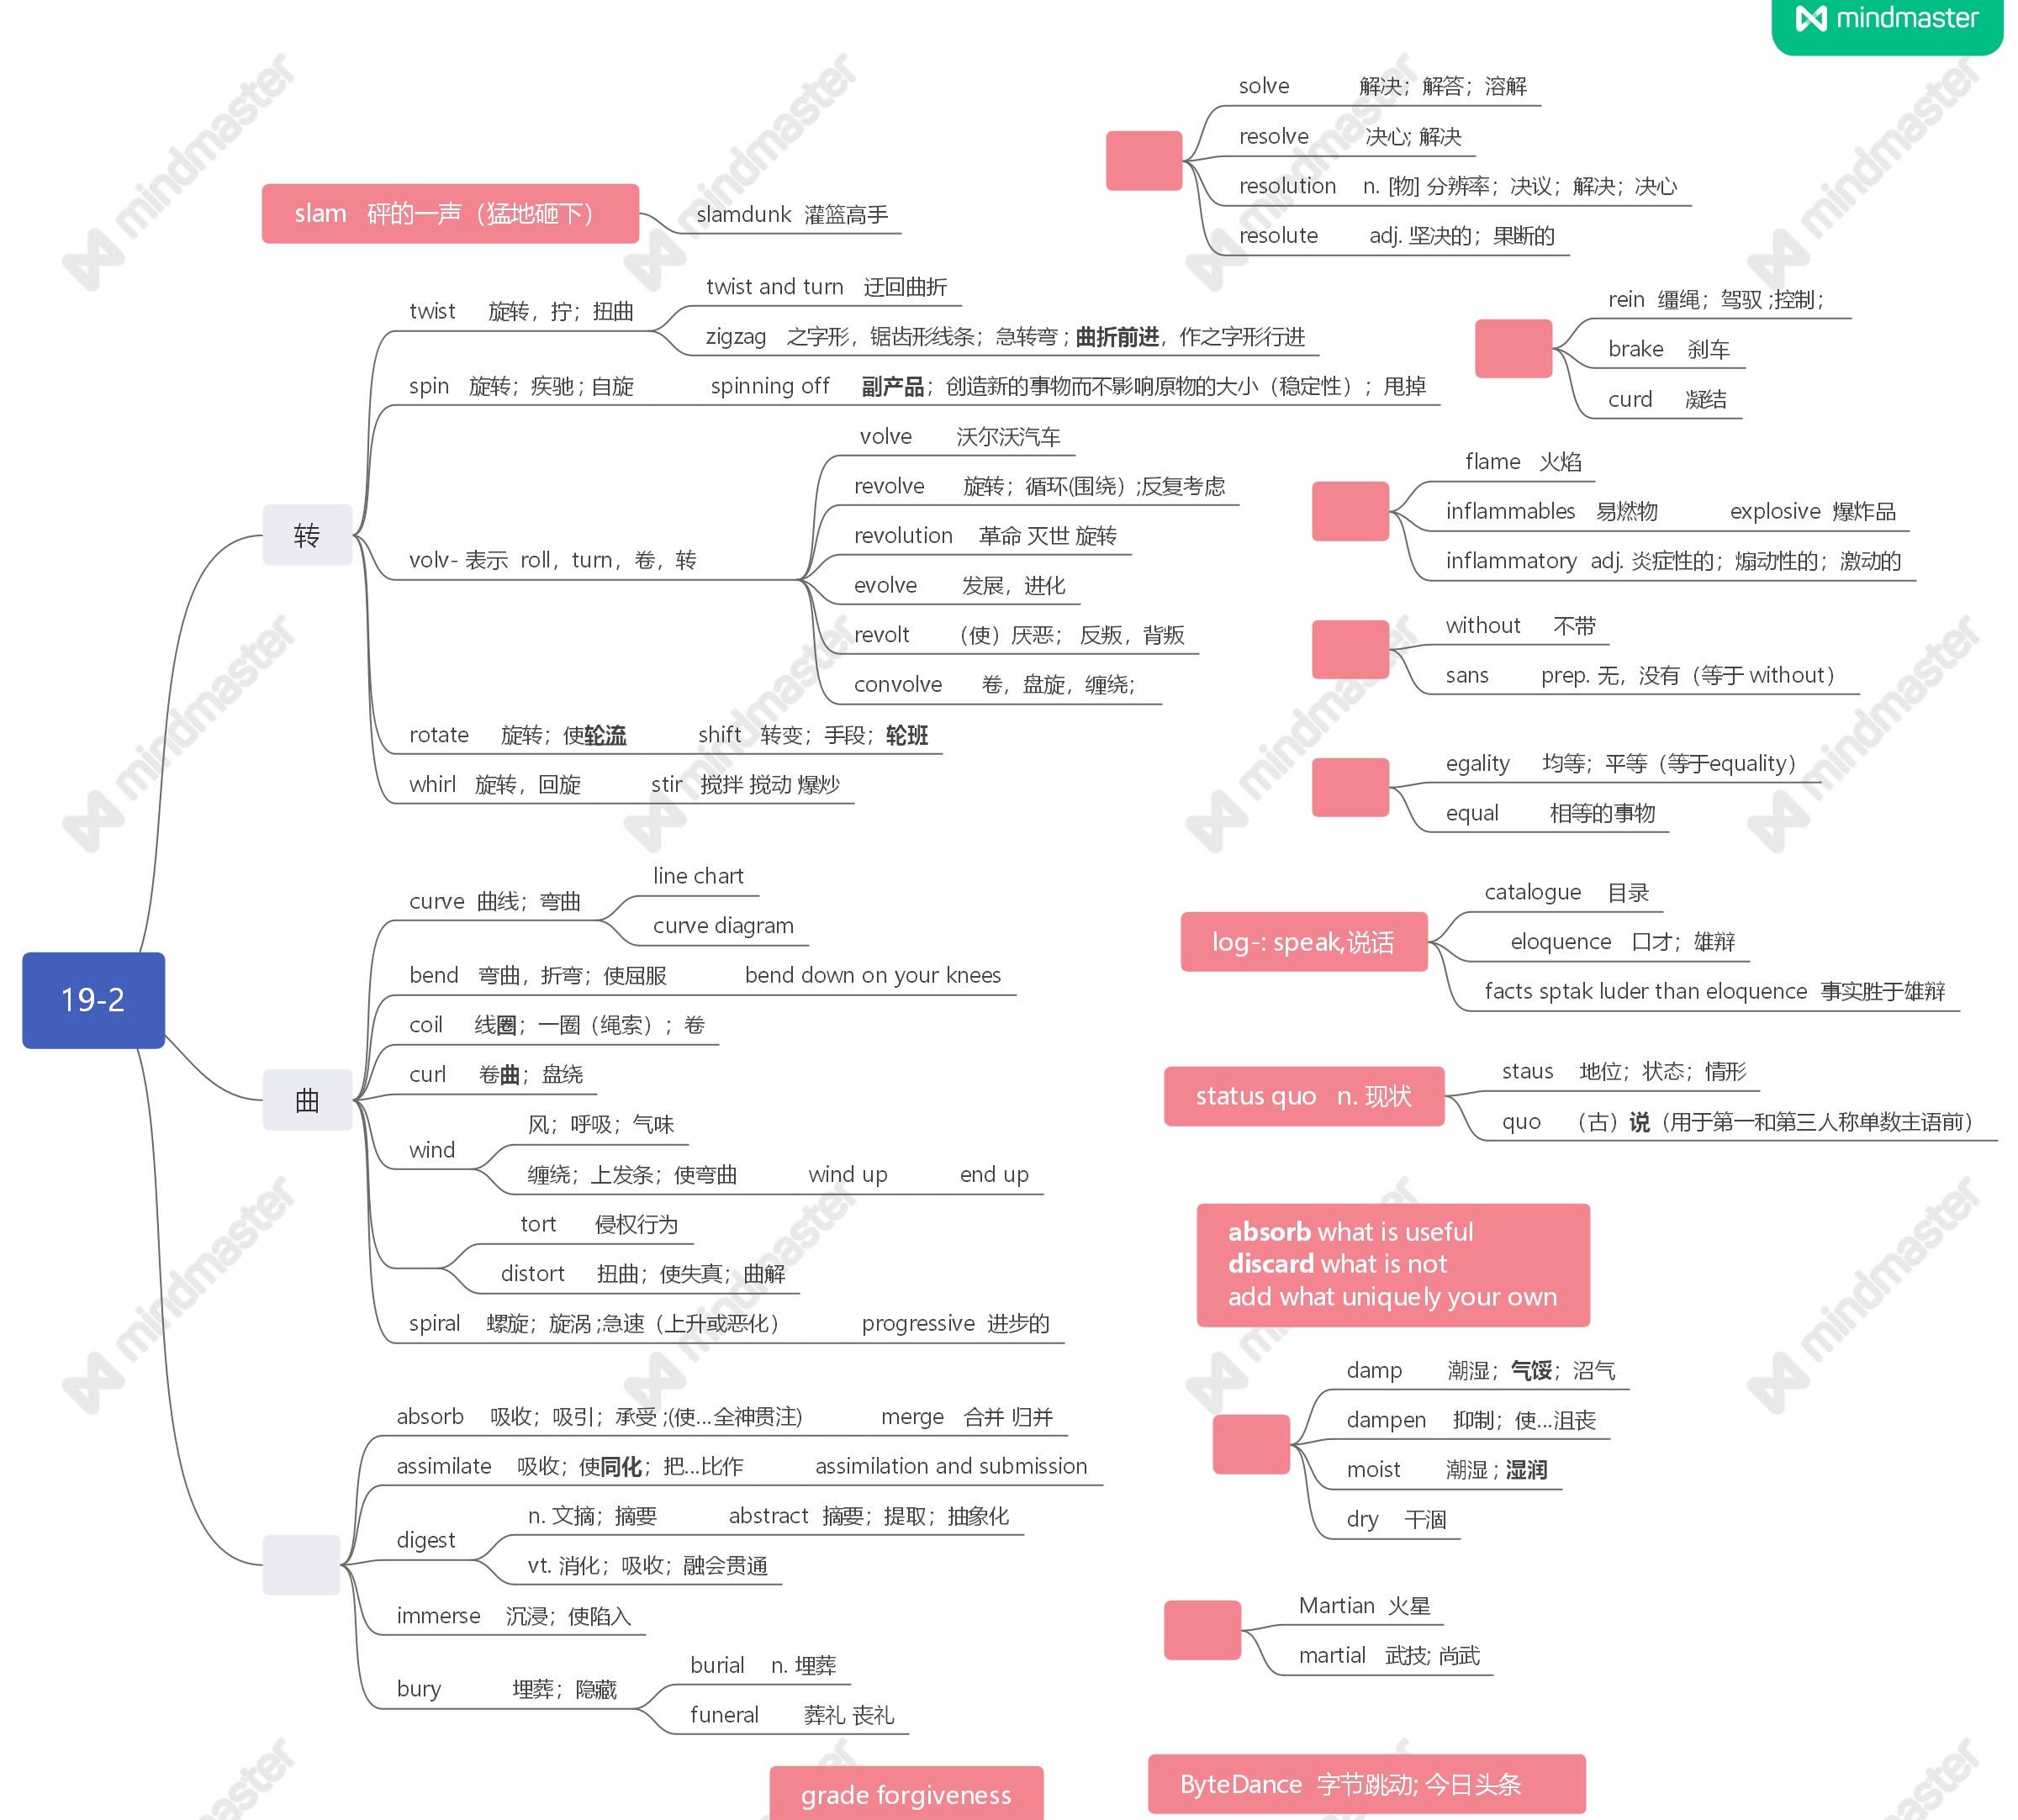 mindmaster
slam 砰的一声（猛地砸下）
slamdunk 灌篮高手
19-2
转
twist 旋转，拧；扭曲
twist and turn 迂回曲折
zigzag 之字形，锯齿形线条；急转弯 ; 曲折前进，作之字形行进
spin 旋转；疾驰 ; 自旋 spinning off 副产品；创造新的事物而不影响原物的大小（稳定性）；甩掉
volv- 表示 roll，turn，卷，转
volve 沃尔沃汽车
revolve 旋转；循环(围绕) ;反复考虑
revolution 革命 灭世 旋转
evolve 发展，进化
revolt （使）厌恶； 反叛，背叛
convolve 卷，盘旋，缠绕；
rotate 旋转；使轮流 shift 转变；手段；轮班
whirl 旋转，回旋 stir 搅拌 搅动 爆炒
曲
curve 曲线；弯曲
line chart
curve diagram
bend 弯曲，折弯；使屈服 bend down on your knees
coil 线圈；一圈（绳索）；卷
curl 卷曲；盘绕
wind
风；呼吸；气味
缠绕；上发条；使弯曲 wind up end up
tort 侵权行为
distort 扭曲；使失真；曲解
spiral 螺旋；旋涡 ;急速（上升或恶化） progressive 进步的
absorb 吸收；吸引；承受 ;(使...全神贯注) merge 合并 归并
assimilate 吸收；使同化；把...比作 assimilation and submission
digest
n. 文摘；摘要 abstract 摘要；提取；抽象化
vt. 消化；吸收；融会贯通
immerse 沉浸；使陷入
bury 埋葬；隐藏
burial n. 埋葬
funeral 葬礼 丧礼
grade forgiveness
solve 解决；解答；溶解
resolve 决心; 解决
resolution n. [物] 分辨率；决议；解决；决心
resolute adj. 坚决的；果断的
rein 缰绳；驾驭 ;控制；
brake 刹车
curd 凝结
flame 火焰
inflammables 易燃物 explosive 爆炸品
inflammatory adj. 炎症性的；煽动性的；激动的
without 不带
sans prep. 无，没有（等于 without）
egality 均等；平等（等于equality）
equal 相等的事物
log-: speak,说话
catalogue 目录
eloquence 口才；雄辩
facts sptak luder than eloquence 事实胜于雄辩
status quo n. 现状
staus 地位；状态；情形
quo （古）说（用于第一和第三人称单数主语前）
absorb what is useful
discard what is not
add what uniquely your own
damp 潮湿；气馁；沼气
dampen 抑制；使...沮丧
moist 潮湿 ; 湿润
dry 干涸
Martian 火星
martial 武技; 尚武
ByteDance 字节跳动; 今日头条